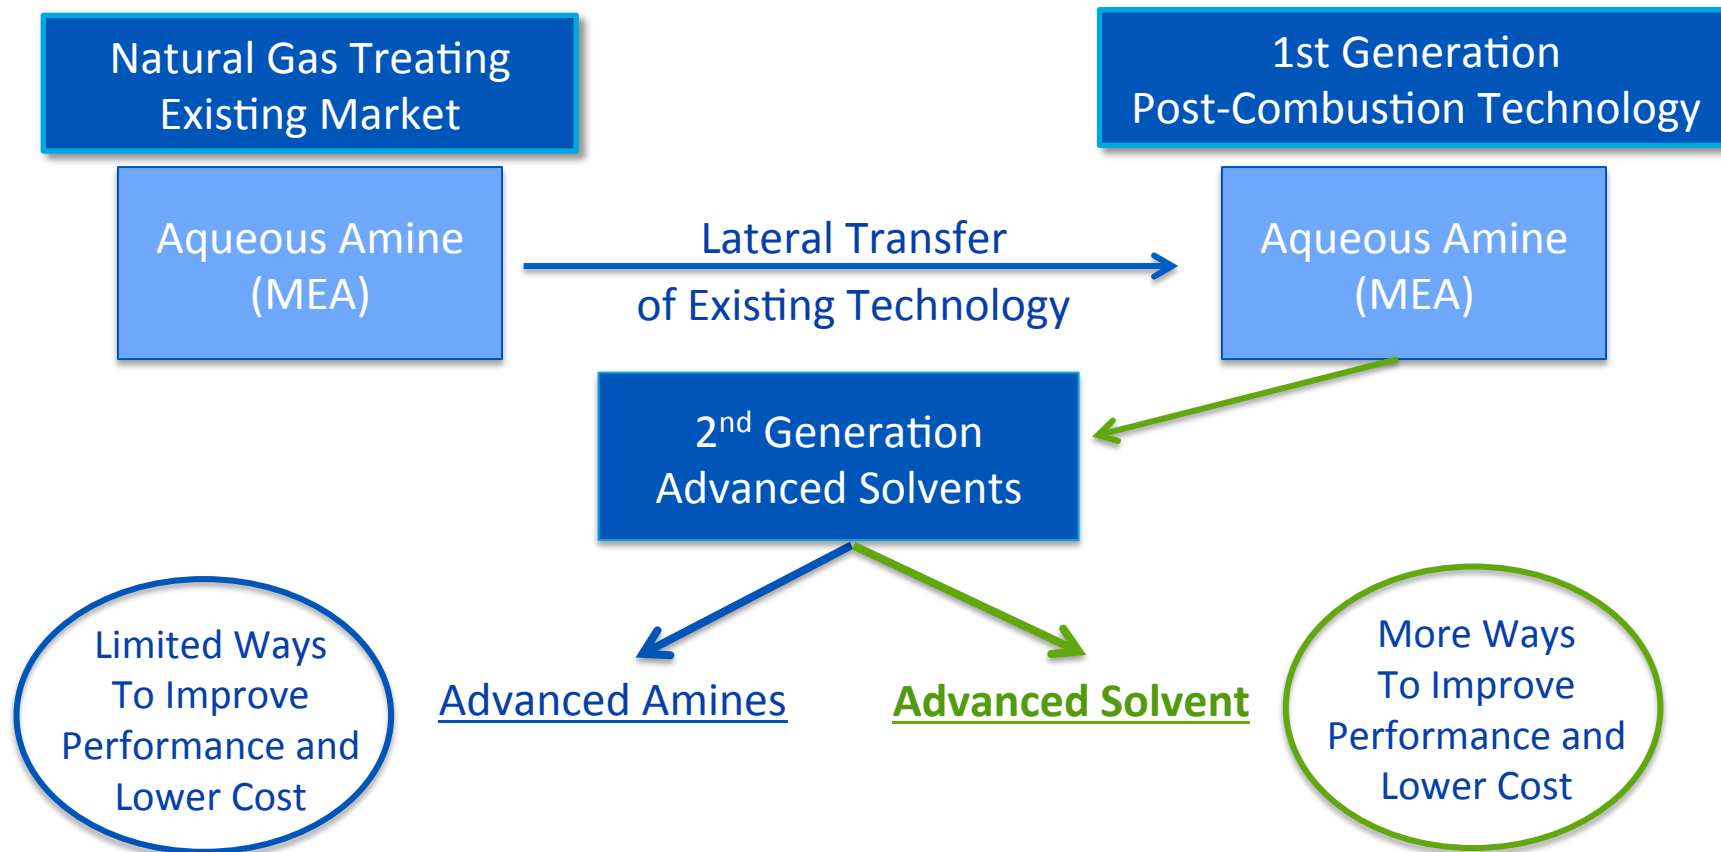 Natural Gas Treating
Existing Market
1st Generation
Post-Combustion Technology
Aqueous Amine
(MEA)
Lateral Transfer
of Existing Technology
Aqueous Amine
(MEA)
2nd Generation
Advanced Solvents
Limited Ways
To Improve
Performance and
Lower Cost
Advanced Amines
Advanced Solvent
More Ways
To Improve
Performance and
Lower Cost